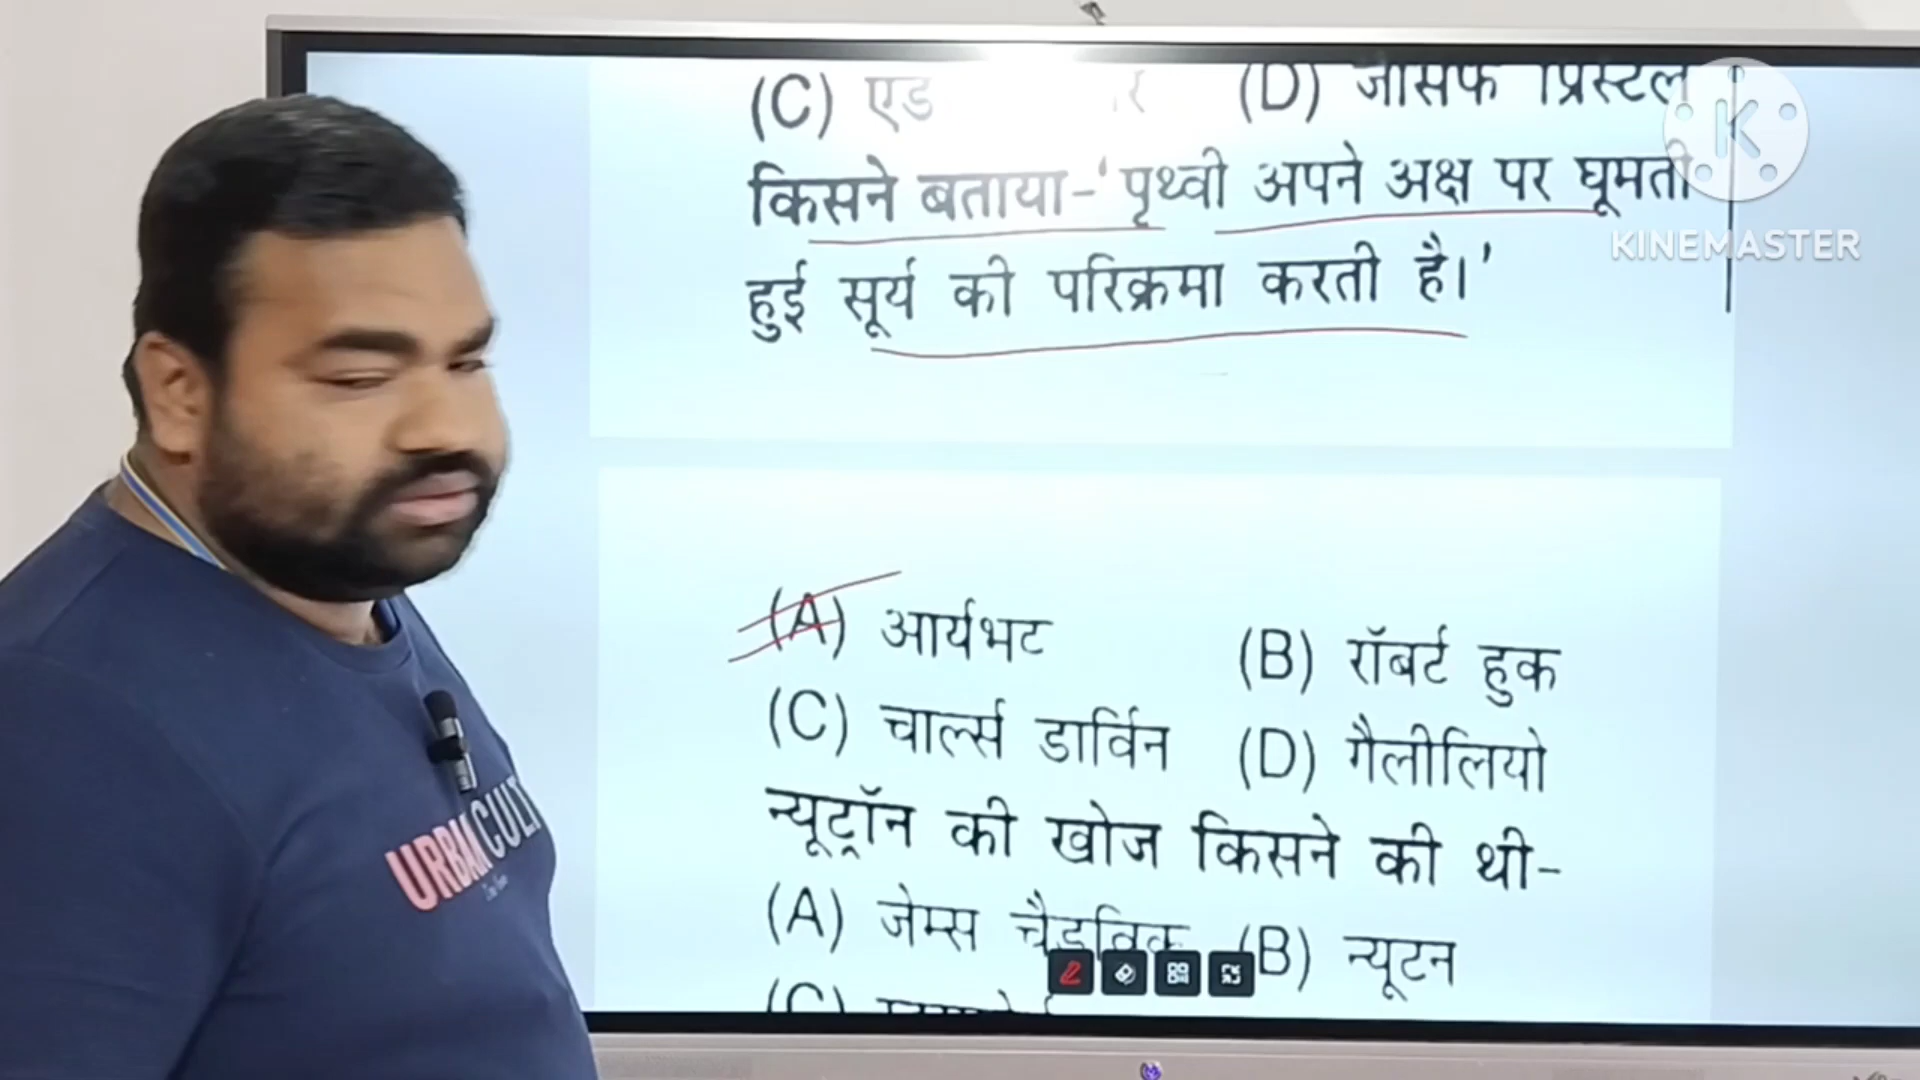 (C) एड (D) जोसेफ प्रिस्टले
किसने बताया-'पृथ्वी अपने अक्ष पर घूमती
हुई सूर्य की परिक्रमा करती है।'
KINEMASTER
(A) आर्यभट (B) रॉबर्ट हुक
(C) चार्ल्स डार्विन (D) गैलीलियो
न्यूट्रॉन की खोज किसने की थी-
(A) जेम्स चैडविक (B) न्यूटन
(C)
URBAN CULT